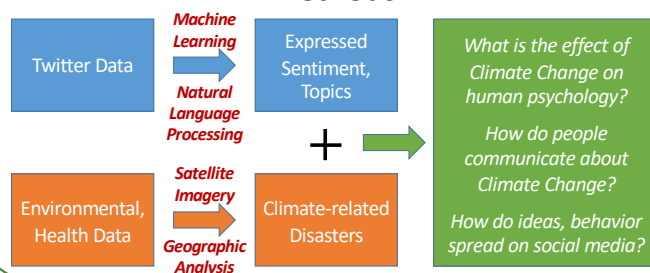 Machine
Learning
Twitter Data
Natural
Language
Processing
Expressed
Sentiment,
Topics
+
Satellite
Imagery
Environmental,
Health Data
Geographic
Analysis
Climate-related
Disasters
What is the effect of
Climate Change on
human psychology?
How do people
communicate about
Climate Change?
How do ideas, behavior
spread on social media?